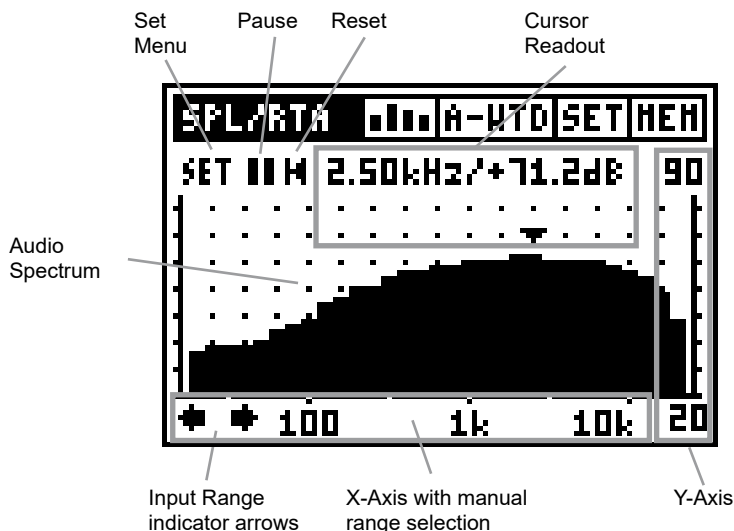 Set
Menu
Pause
Reset
Cursor
Readout
SPL/RTA A-WTD SET MEM
SET 2.50kHz/+71.2dB 90
Audio
Spectrum
100 1k 10k 20
Input Range
indicator arrows
X-Axis with manual
range selection
Y-Axis